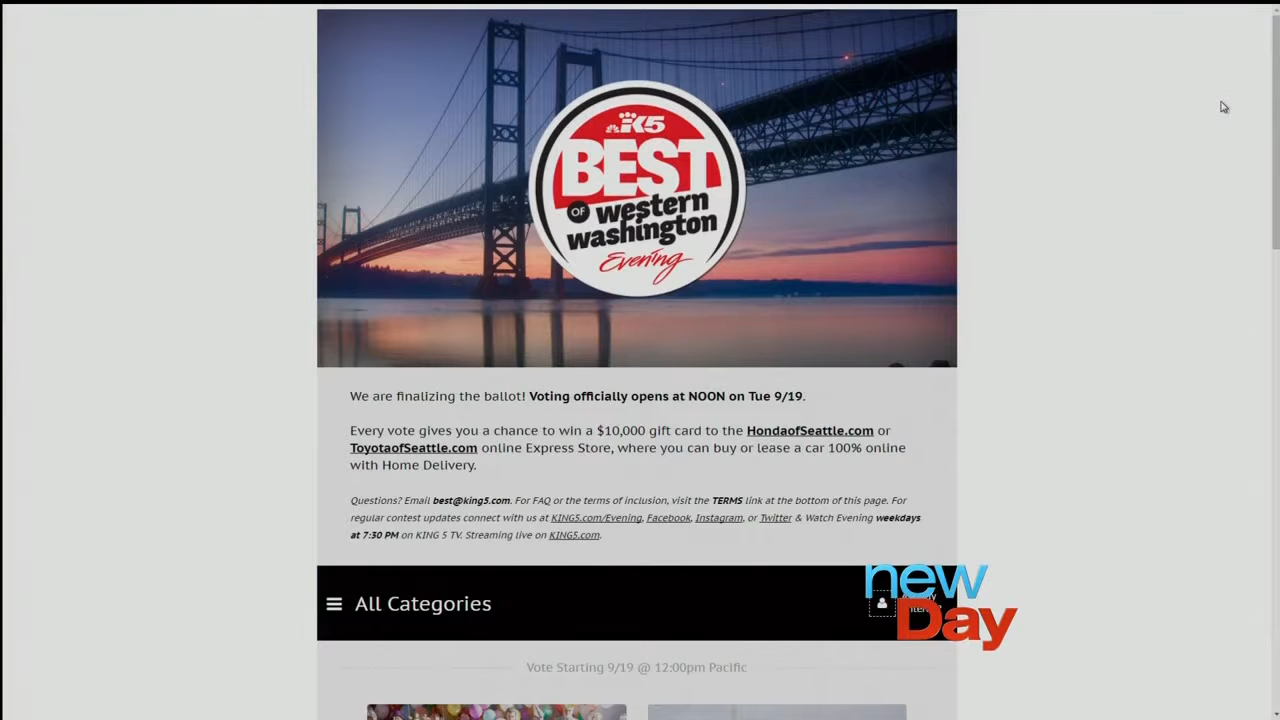 K5
BEST
OF western
washington
Evening
We are finalizing the ballot! Voting officially opens at NOON on Tue 9/19.
Every vote gives you a chance to win a $10,000 gift card to the HondaofSeattle.com or
ToyotaofSeattle.com online Express Store, where you can buy or lease a car 100% online
with Home Delivery.
Questions? Email best@king5.com. For FAQ or the terms of inclusion, visit the TERMS link at the bottom of this page. For
regular contest updates connect with us at KING5.com/Evening, Facebook, Instagram, or Twitter & Watch Evening weekdays
at 7:30 PM on KING 5 TV. Streaming live on KING5.com.
All Categories
new
Day
Vote Starting 9/19 @ 12:00pm Pacific